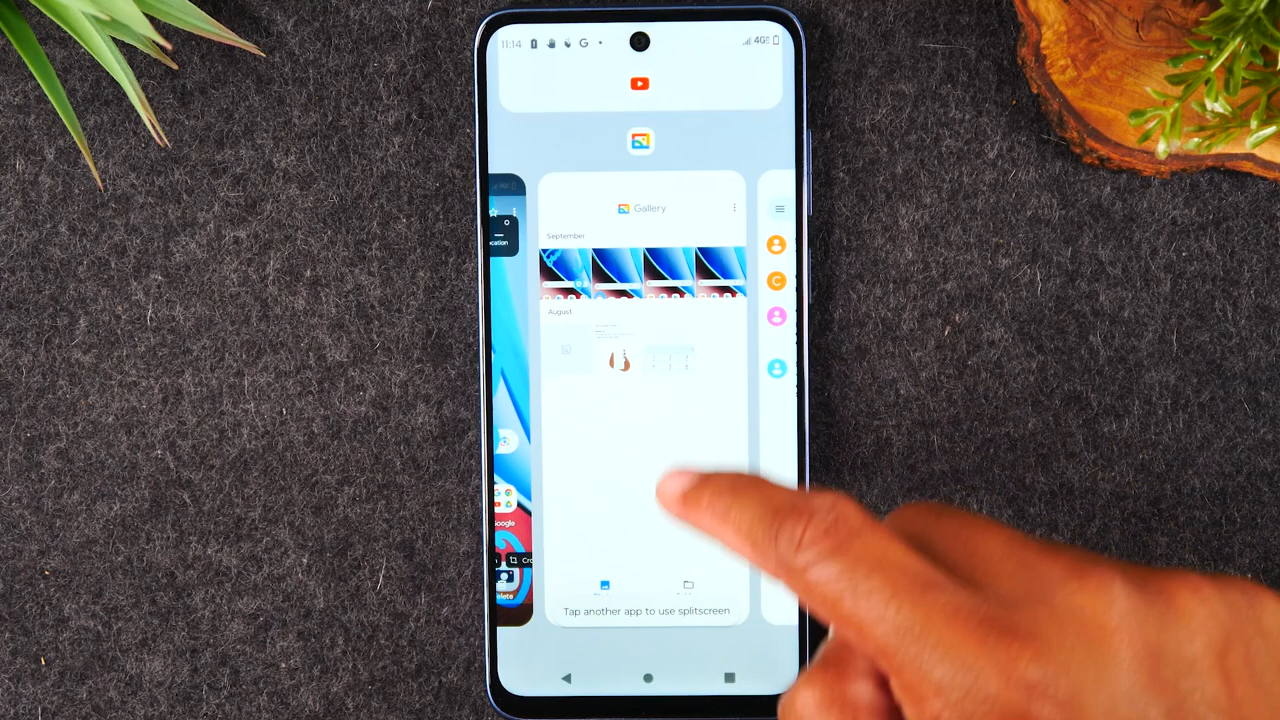 11:14 G 4G
Gallery
September
August
C
Google
Tap another app to use splitscreen